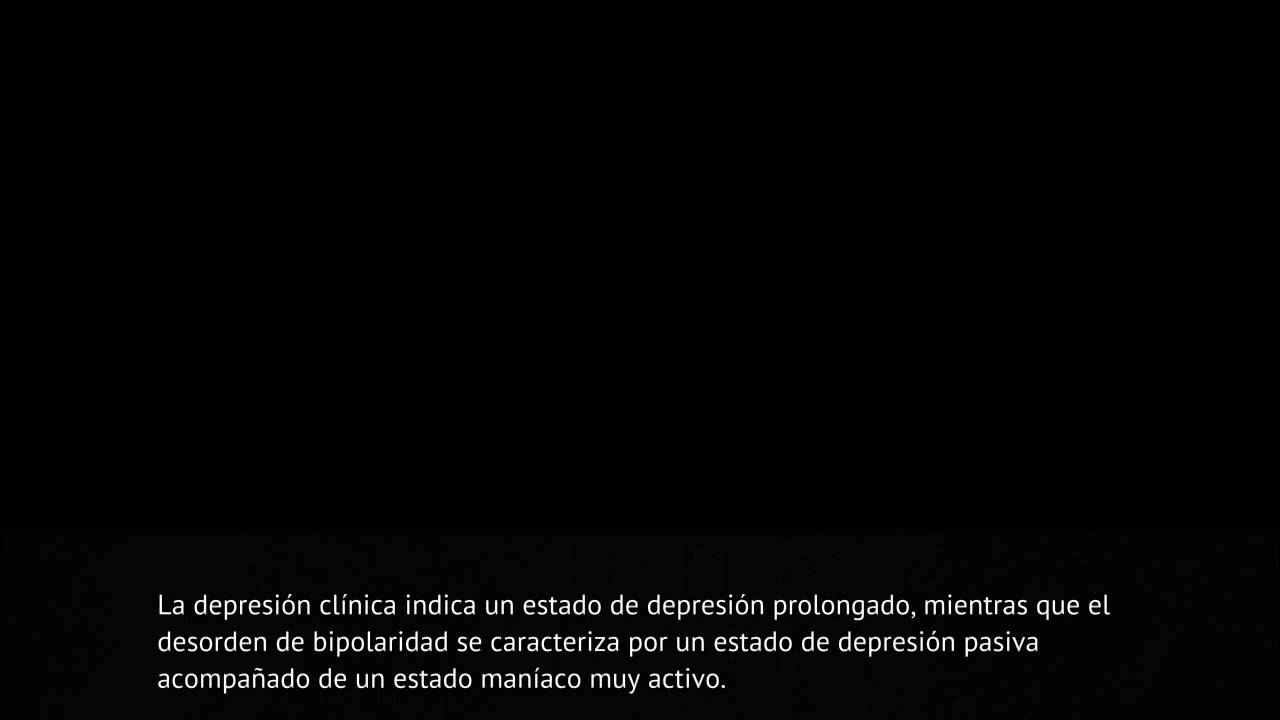 La depresión clínica indica un estado de depresión prolongado, mientras que el
desorden de bipolaridad se caracteriza por un estado de depresión pasiva
acompañado de un estado maníaco muy activo.